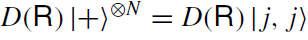 D(R) |+⟩^{⊗N} = D(R) |j, j⟩